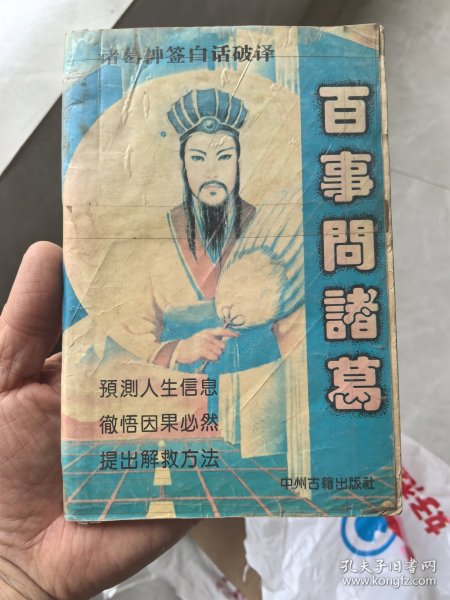 诸葛神签白话破译
百事問諸葛
預測人生信息
徹悟因果必然
提出解救方法
中州古籍出版社
好
孔夫子旧书网
www.kongfz.com